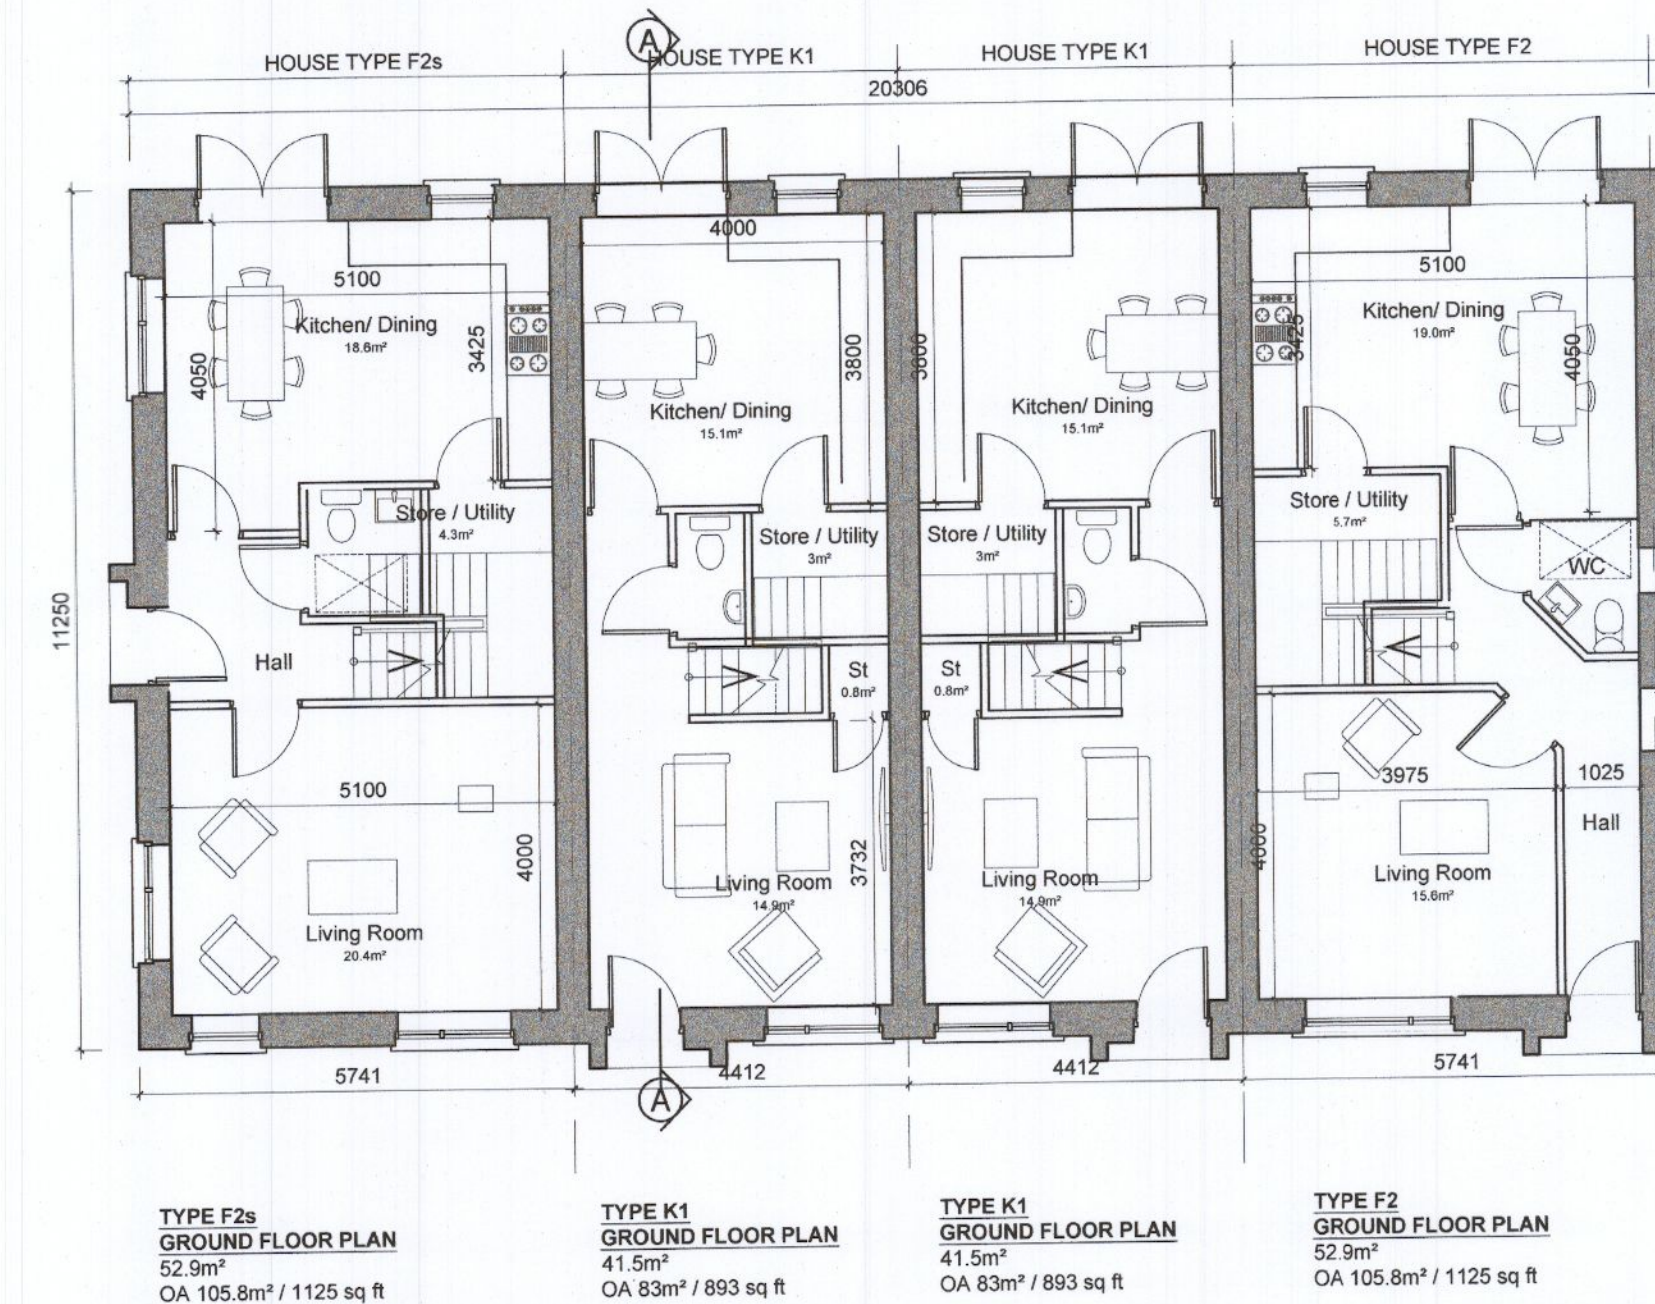 HOUSE TYPE F2s
A
HOUSE TYPE K1
HOUSE TYPE K1
HOUSE TYPE F2
20306
4000
5100
5100
Kitchen/ Dining
18.6m²
3425
4050
3800
3800
Kitchen/ Dining
15.1m²
Kitchen/ Dining
15.1m²
Kitchen/ Dining
19.0m²
3425
4050
Store / Utility
4.3m²
Store / Utility
3m²
Store / Utility
3m²
Store / Utility
5.7m²
WC
11250
Hall
St
0.8m²
St
0.8m²
5100
4000
3732
3975
1025
Hall
4000
Living Room
20.4m²
Living Room
14.9m²
Living Room
14.9m²
Living Room
15.6m²
5741
4412
4412
5741
A
TYPE F2s
GROUND FLOOR PLAN
52.9m²
OA 105.8m² / 1125 sq ft
TYPE K1
GROUND FLOOR PLAN
41.5m²
OA 83m² / 893 sq ft
TYPE K1
GROUND FLOOR PLAN
41.5m²
OA 83m² / 893 sq ft
TYPE F2
GROUND FLOOR PLAN
52.9m²
OA 105.8m² / 1125 sq ft